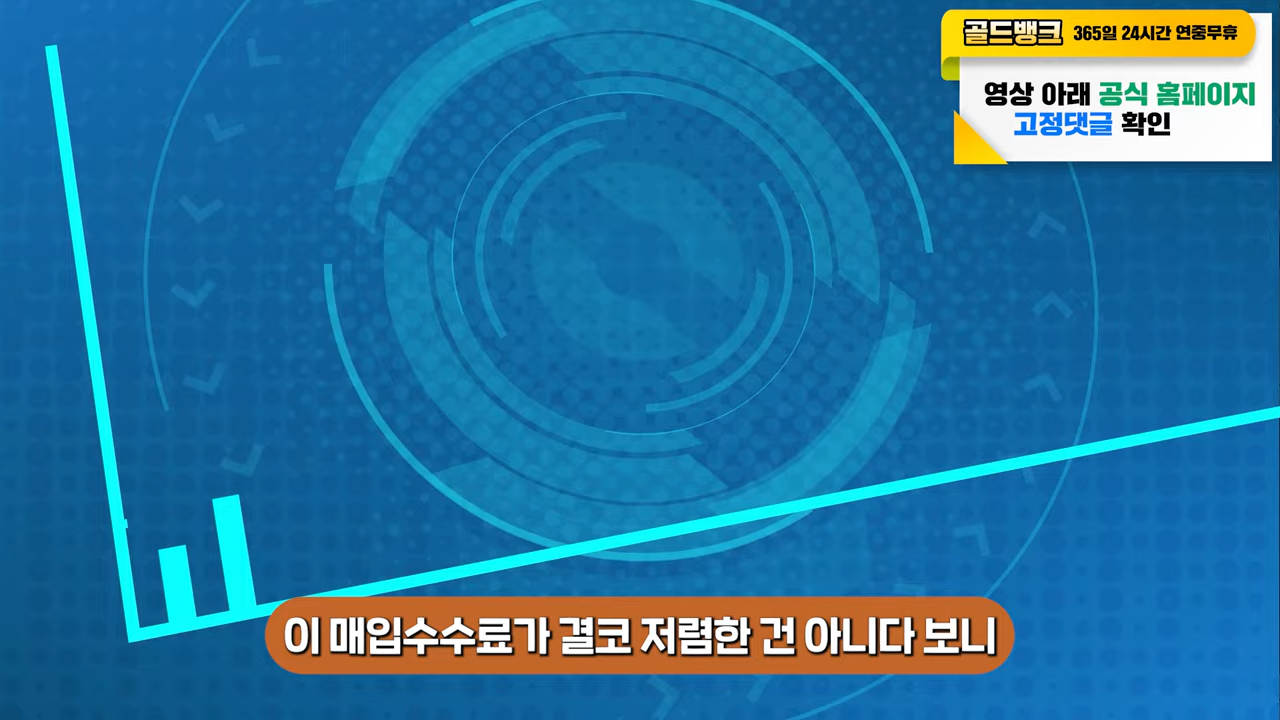 골드뱅크 365일 24시간 연중무휴
영상 아래 공식 홈페이지
고정댓글 확인
이 매입수수료가 결코 저렴한 건 아니다 보니